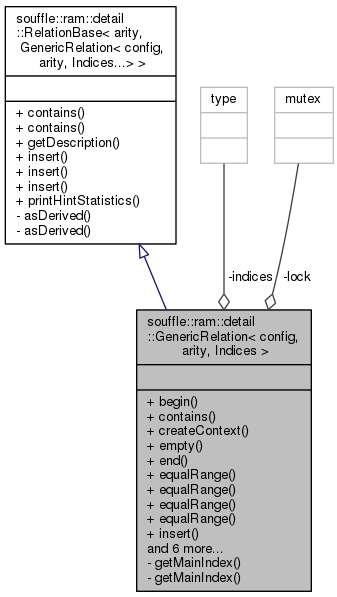 souffle::ram::detail
::RelationBase< arity,
GenericRelation< config,
arity, Indices...> >
+ contains()
+ contains()
+ getDescription()
+ insert()
+ insert()
+ insert()
+ printHintStatistics()
- asDerived()
- asDerived()
type
mutex
-indices
-lock
souffle::ram::detail
::GenericRelation< config,
arity, Indices >
+ begin()
+ contains()
+ createContext()
+ empty()
+ end()
+ equalRange()
+ equalRange()
+ equalRange()
+ equalRange()
+ insert()
and 6 more...
- getMainIndex()
- getMainIndex()